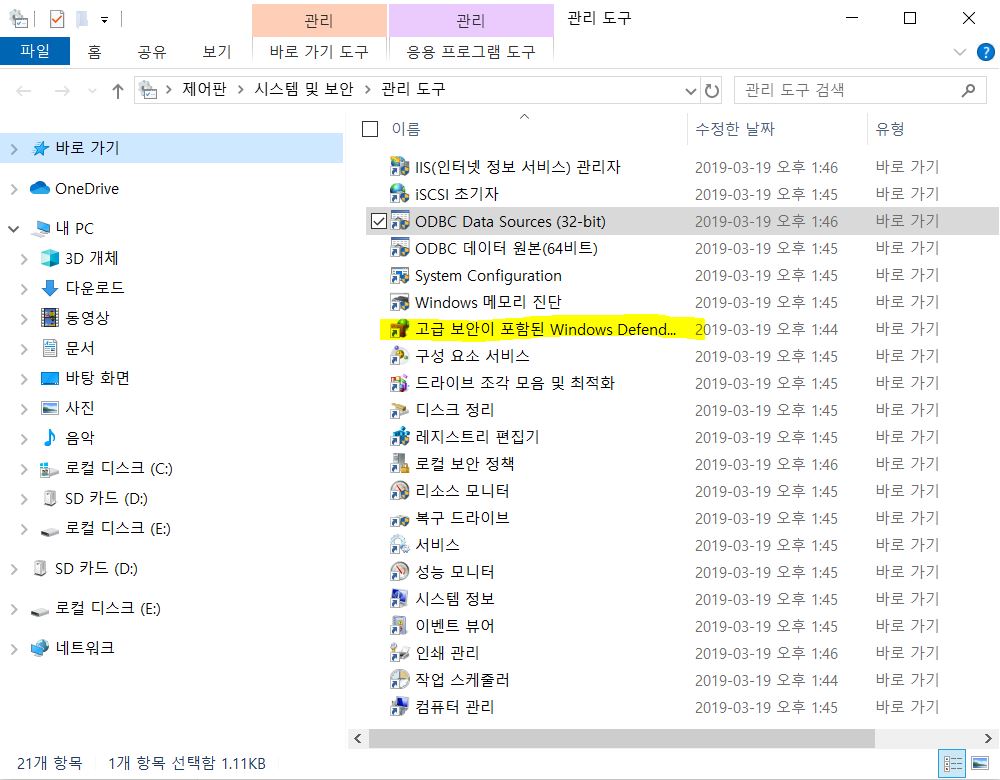 관리 관리 관리 도구
파일 홈 공유 보기 바로 가기 도구 응용 프로그램 도구
제어판 > 시스템 및 보안 > 관리 도구 관리 도구 검색
이름 수정한 날짜 유형
바로 가기
OneDrive
내 PC
3D 개체
다운로드
동영상
문서
바탕 화면
사진
음악
로컬 디스크 (C:)
SD 카드 (D:)
로컬 디스크 (E:)
SD 카드 (D:)
로컬 디스크 (E:)
네트워크
IIS(인터넷 정보 서비스) 관리자 2019-03-19 오후 1:46 바로 가기
iSCSI 초기자 2019-03-19 오후 1:45 바로 가기
ODBC Data Sources (32-bit) 2019-03-19 오후 1:46 바로 가기
ODBC 데이터 원본(64비트) 2019-03-19 오후 1:45 바로 가기
System Configuration 2019-03-19 오후 1:45 바로 가기
Windows 메모리 진단 2019-03-19 오후 1:45 바로 가기
고급 보안이 포함된 Windows Defend... 2019-03-19 오후 1:44 바로 가기
구성 요소 서비스 2019-03-19 오후 1:45 바로 가기
드라이브 조각 모음 및 최적화 2019-03-19 오후 1:45 바로 가기
디스크 정리 2019-03-19 오후 1:45 바로 가기
레지스트리 편집기 2019-03-19 오후 1:45 바로 가기
로컬 보안 정책 2019-03-19 오후 1:46 바로 가기
리소스 모니터 2019-03-19 오후 1:45 바로 가기
복구 드라이브 2019-03-19 오후 1:45 바로 가기
서비스 2019-03-19 오후 1:45 바로 가기
성능 모니터 2019-03-19 오후 1:45 바로 가기
시스템 정보 2019-03-19 오후 1:45 바로 가기
이벤트 뷰어 2019-03-19 오후 1:45 바로 가기
인쇄 관리 2019-03-19 오후 1:46 바로 가기
작업 스케줄러 2019-03-19 오후 1:44 바로 가기
컴퓨터 관리 2019-03-19 오후 1:45 바로 가기
21개 항목 1개 항목 선택함 1.11KB